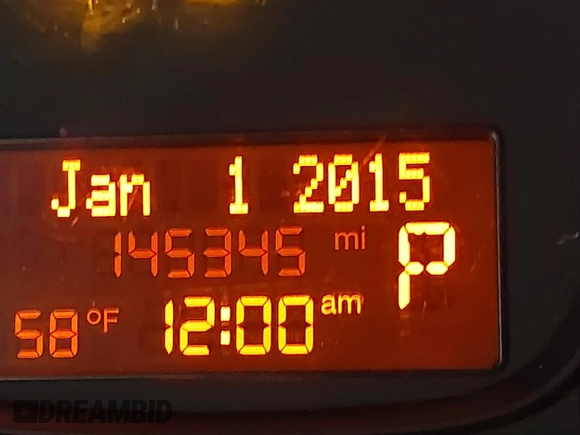 Jan 1 2015
145345 mi
P
58°F 12:00 am
DREAMBID